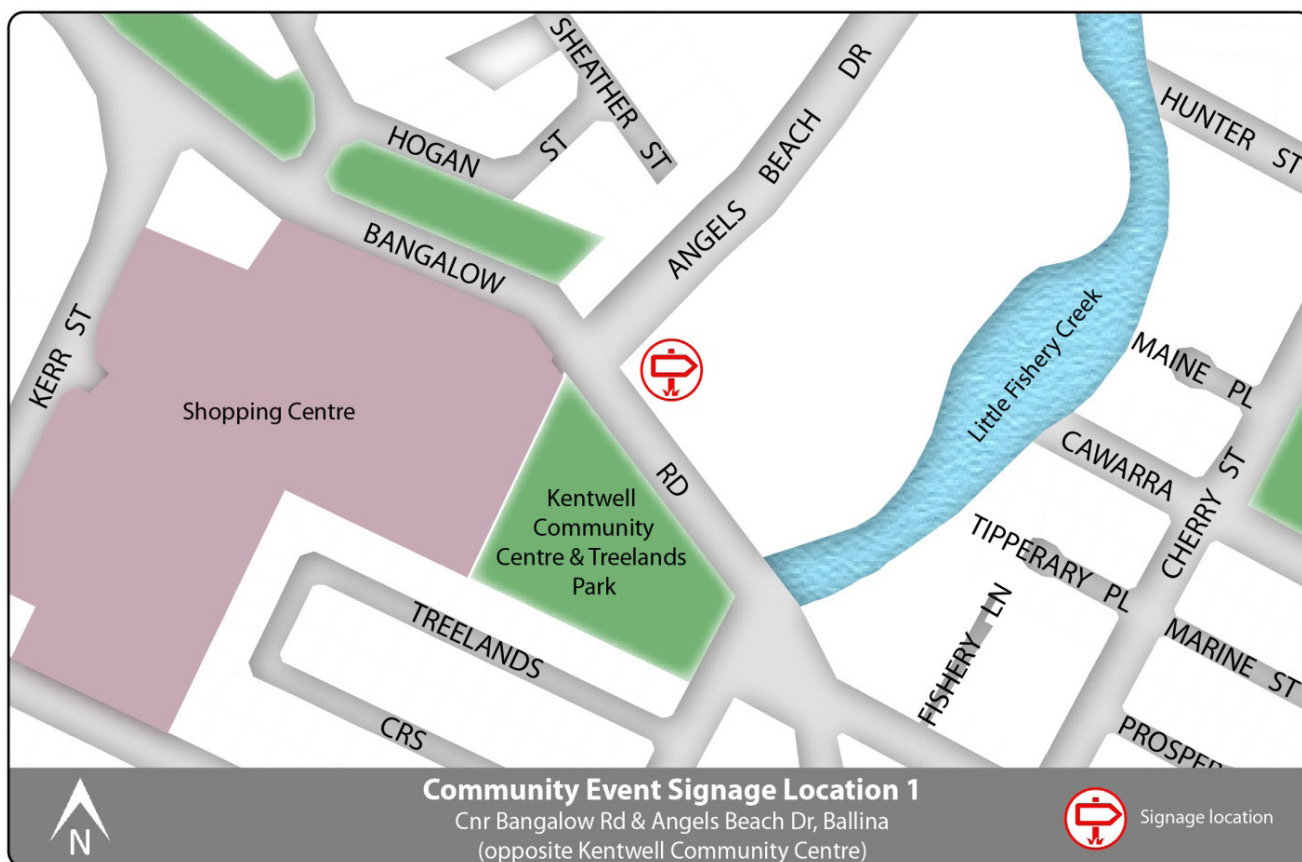 SHEATHER ST
HOGAN ST
ANGELS BEACH DR
HUNTER ST
BANGALOW RD
KERR ST
Shopping Centre
Little Fishery Creek
MAINE PL
CAWARRA
CHERRY ST
Kentwell
Community
Centre & Treelands
Park
TIPPERARY PL
FISHERY LN
MARINE ST
PROSPER
TREELANDS
CRS
N
Community Event Signage Location 1
Cnr Bangalow Rd & Angels Beach Dr, Ballina
(opposite Kentwell Community Centre)
Signage location